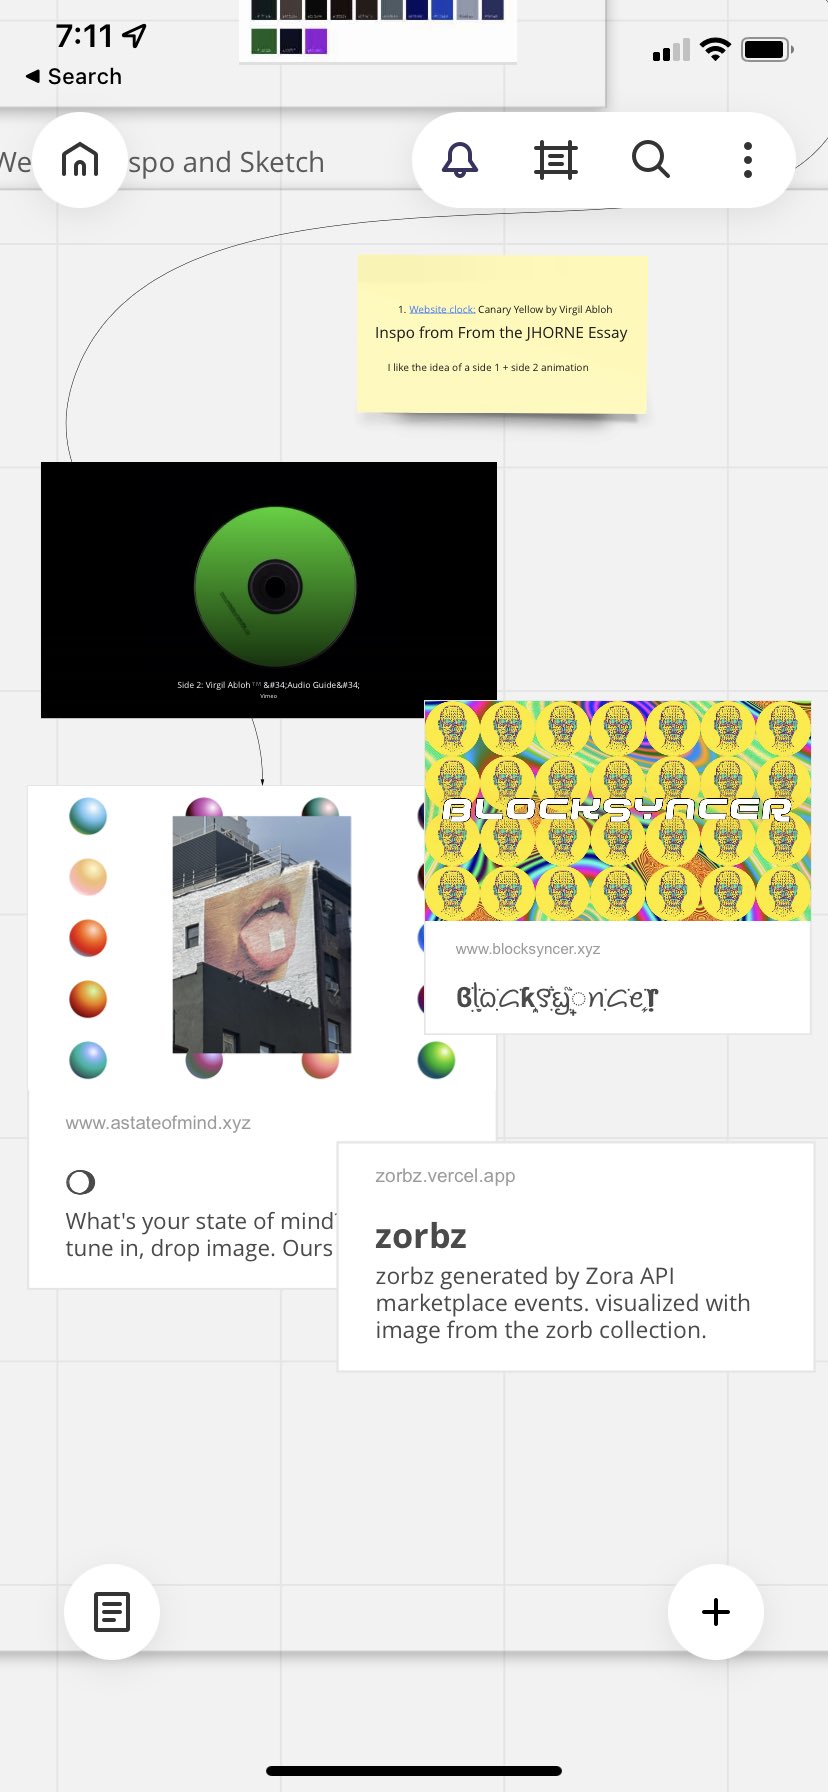 7:11
Search
We
spo and Sketch
1. Website clock: Canary Yellow by Virgil Abloh
Inspo from From the JHORNE Essay
I like the idea of a side 1 + side 2 animation
Side 2: Virgil Abloh™ &#34;Audio Guide&#34;
Vimeo
BLOCKSYNCER
www.blocksyncer.xyz
www.astateofmind.xyz
What's your state of mind?
tune in, drop image. Ours
zorbz.vercel.app
zorbz
zorbz generated by Zora API
marketplace events. visualized with
image from the zorb collection.